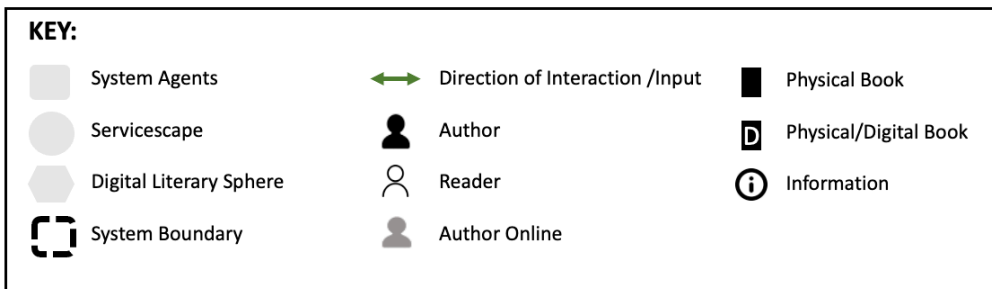 KEY:
System Agents
Servicescape
Digital Literary Sphere
System Boundary
Direction of Interaction /Input
Author
Reader
Author Online
Physical Book
D Physical/Digital Book
i Information